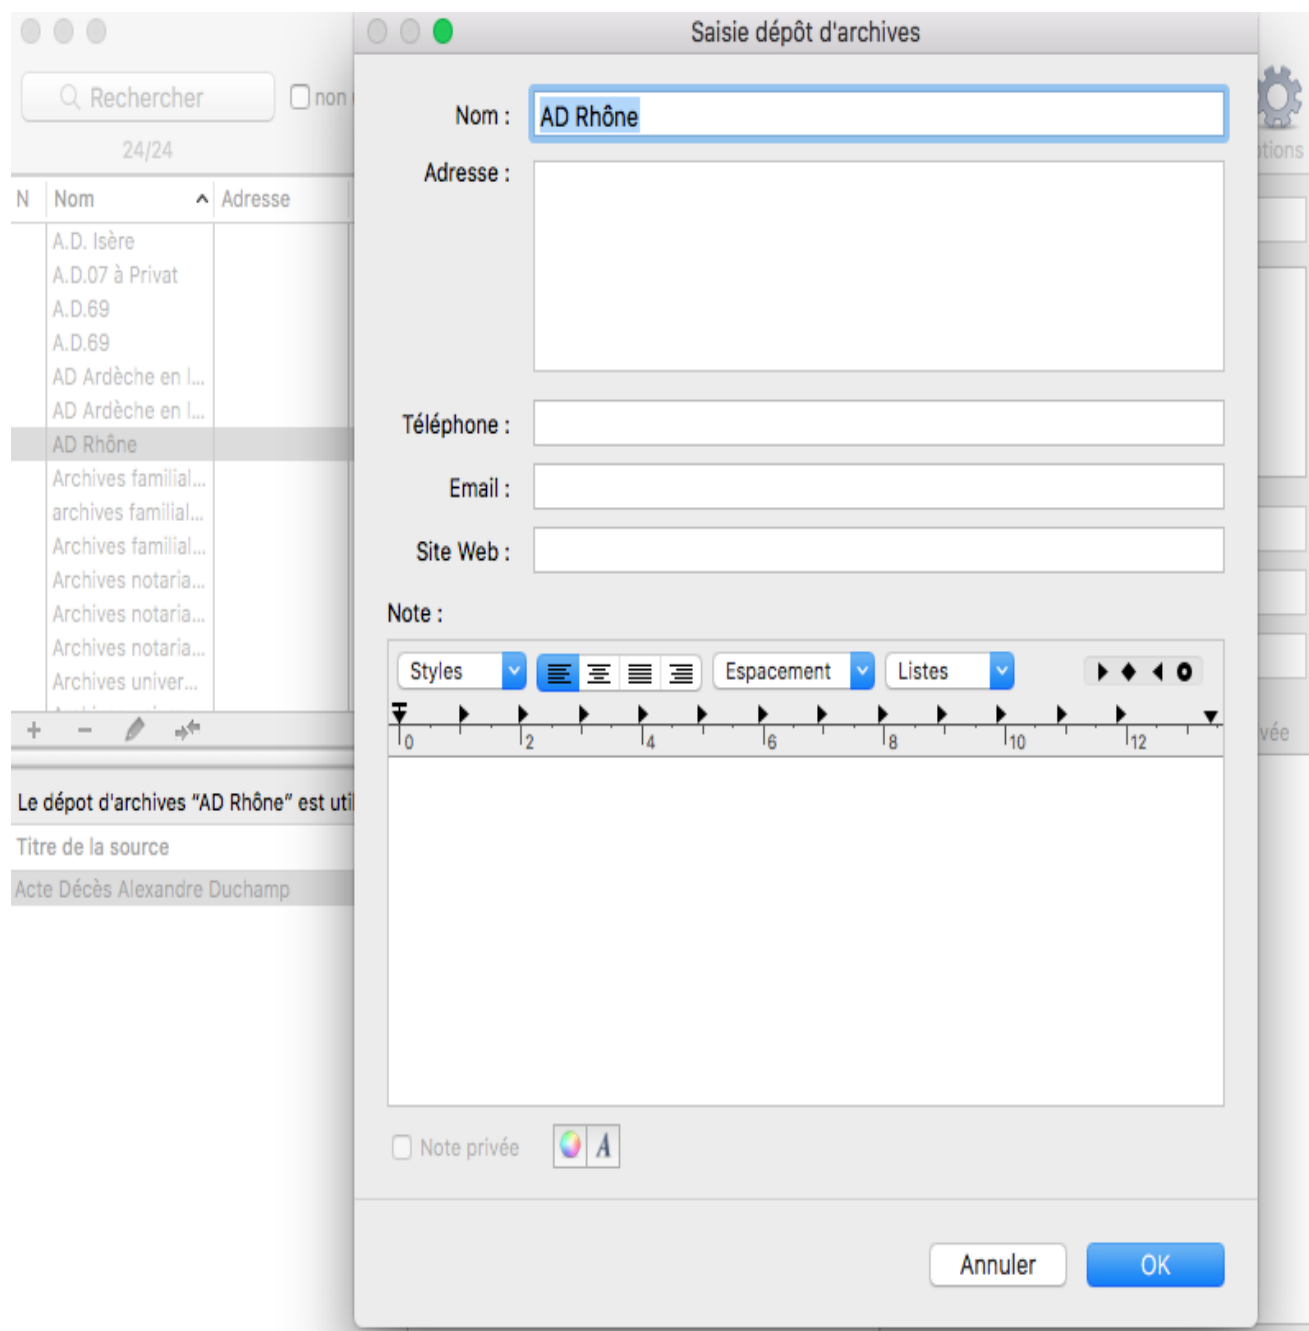 Saisie dépôt d'archives
Rechercher
non
24/24
N Nom Adresse
A.D. Isère
A.D.07 à Privat
A.D.69
A.D.69
AD Ardèche en l...
AD Ardèche en l...
AD Rhône
Archives familial...
archives familial...
Archives familial...
Archives notaria...
Archives notaria...
Archives notaria...
Archives univer...
Le dépot d'archives “AD Rhône” est uti
Titre de la source
Acte Décès Alexandre Duchamp
Nom : AD Rhône
Adresse :
Téléphone :
Email :
Site Web :
Note :
Styles Espacement Listes
0 2 4 6 8 10 12
Note privée A
Annuler OK
tions
vée